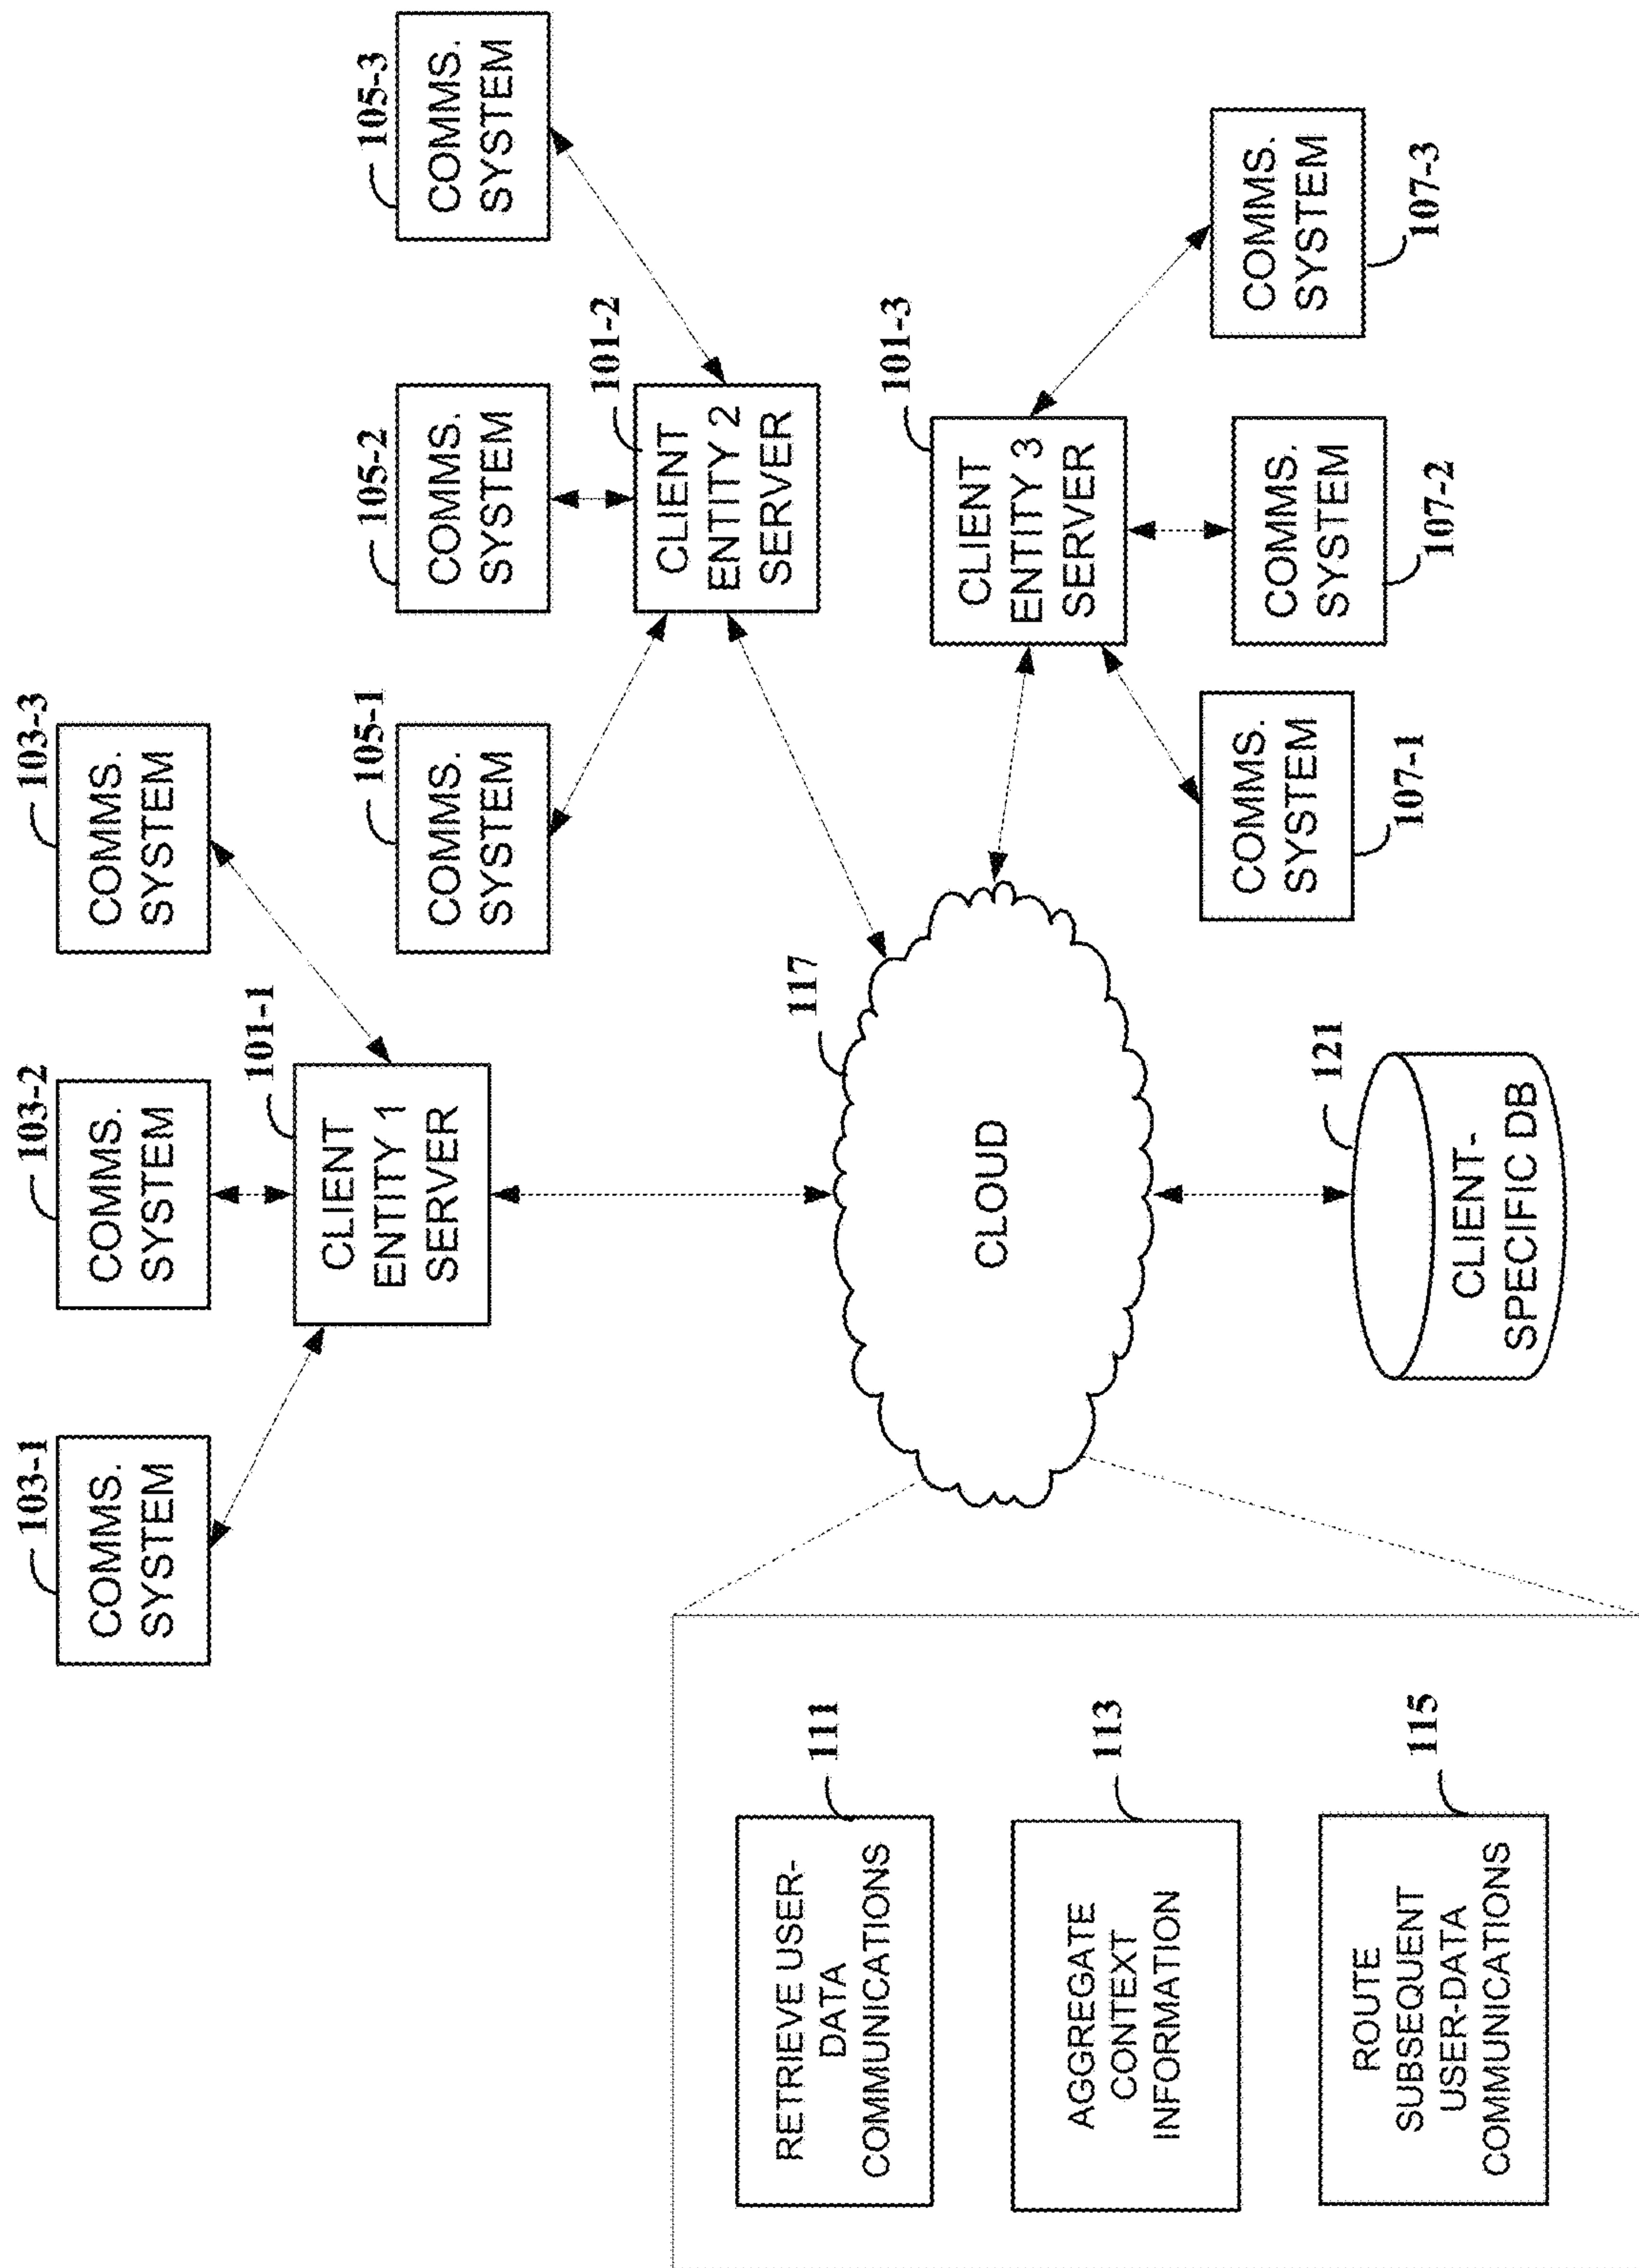 103-1
COMMS.
SYSTEM
103-2
COMMS.
SYSTEM
103-3
COMMS.
SYSTEM
101-1
CLIENT
ENTITY 1
SERVER
105-1
COMMS.
SYSTEM
105-2
COMMS.
SYSTEM
105-3
COMMS.
SYSTEM
101-2
CLIENT
ENTITY 2
SERVER
111
RETRIEVE USER-
DATA
COMMUNICATIONS
113
AGGREGATE
CONTEXT
INFORMATION
115
ROUTE
SUBSEQUENT
USER-DATA
COMMUNICATIONS
117
CLOUD
101-3
CLIENT
ENTITY 3
SERVER
COMMS.
SYSTEM
107-1
COMMS.
SYSTEM
107-2
COMMS.
SYSTEM
107-3
121
CLIENT-
SPECIFIC DB